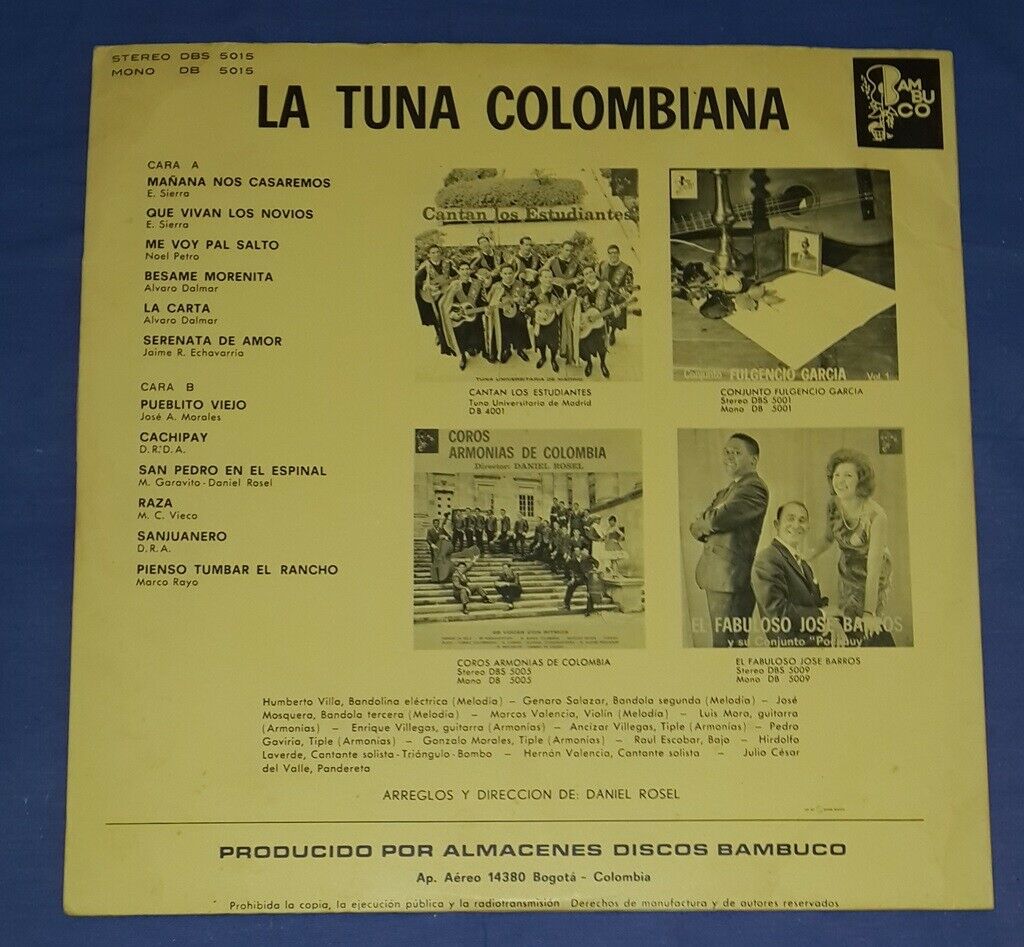 STEREO DBS 5015
MONO DB 5015
BAMBUCO
LA TUNA COLOMBIANA
CARA A
MAÑANA NOS CASAREMOS
E. Sierra
QUE VIVAN LOS NOVIOS
E. Sierra
ME VOY PAL SALTO
Noel Petro
BESAME MORENITA
Alvaro Dalmar
LA CARTA
Alvaro Dalmar
SERENATA DE AMOR
Jaime R. Echavarría
CARA B
PUEBLITO VIEJO
José A. Morales
CACHIPAY
D.R.D.A.
SAN PEDRO EN EL ESPINAL
M. Garavito - Daniel Rosel
RAZA
M. C. Vieco
SANJUANERO
D.R.A.
PIENSO TUMBAR EL RANCHO
Marco Rayo
Cantan los Estudiantes
TUNA UNIVERSITARIA DE MADRID
CANTAN LOS ESTUDIANTES
Tuna Universitaria de Madrid
DB 4001
Conjunto FULGENCIO GARCIA Vol. 1
CONJUNTO FULGENCIO GARCIA
Stereo DBS 5001
Mono DB 5001
COROS
ARMONIAS DE COLOMBIA
Director: DANIEL ROSEL
COROS ARMONIAS DE COLOMBIA
Stereo DBS 5005
Mono DB 5005
EL FABULOSO JOSE BARROS
y su Conjunto
EL FABULOSO JOSE BARROS
Stereo DBS 5009
Mono DB 5009
Humberto Villa, Bandolina eléctrica (Melodía) — Genaro Salazar, Bandola segunda (Melodía) — José
Mosquera, Bandola tercera (Melodía) — Marcos Valencia, Violín (Melodía) — Luis Mora, guitarra
(Armonías) — Enrique Villegas, guitarra (Armonías) — Ancizar Villegas, Tiple (Armonías) — Pedro
Gaviria, Tiple (Armonías) — Gonzalo Morales, Tiple (Armonías) — Raul Escobar, Bajo — Hirdolfo
Laverde, Cantante solista - Triángulo - Bombo — Hernón Valencia, Cantante solista — Julio César
del Valle, Pandereta
ARREGLOS Y DIRECCION DE: DANIEL ROSEL
PRODUCIDO POR ALMACENES DISCOS BAMBUCO
Ap. Aéreo 14380 Bogotá - Colombia
Prohibida la copia, la ejecución pública y la radiotransmisión Derechos de manufactura y de autores reservados